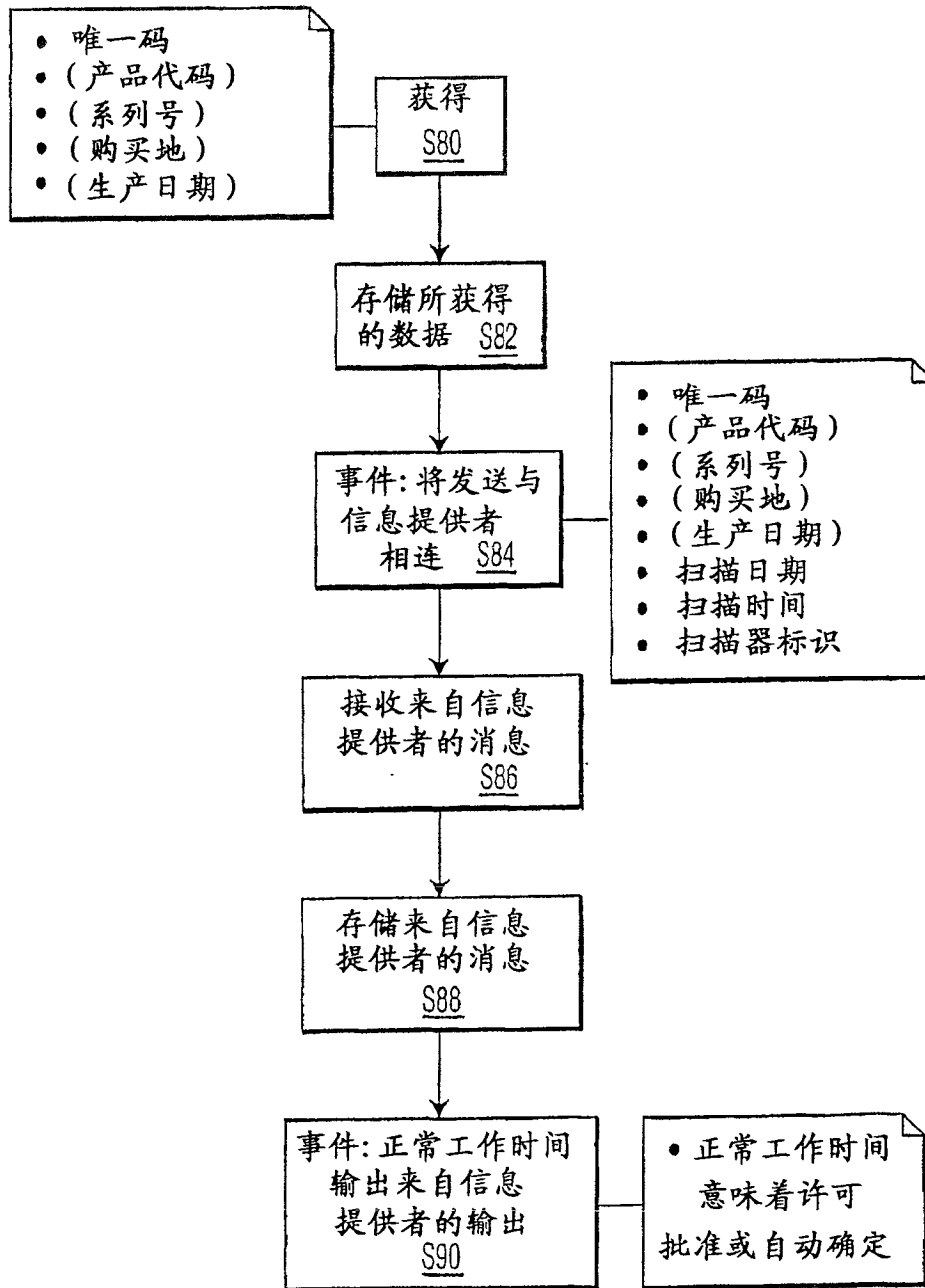 • 唯一码
• (产品代码)
• (系列号)
• (购买地)
• (生产日期)
获得
S80
存储所获得
的数据 S82
事件:将发送与
信息提供者
相连 S84
• 唯一码
• (产品代码)
• (系列号)
• (购买地)
• (生产日期)
• 扫描日期
• 扫描时间
• 扫描器标识
接收来自信息
提供者的消息
S86
存储来自信息
提供者的消息
S88
事件:正常工作时间
输出来自信息
提供者的输出
S90
• 正常工作时间
意味着许可
批准或自动确定